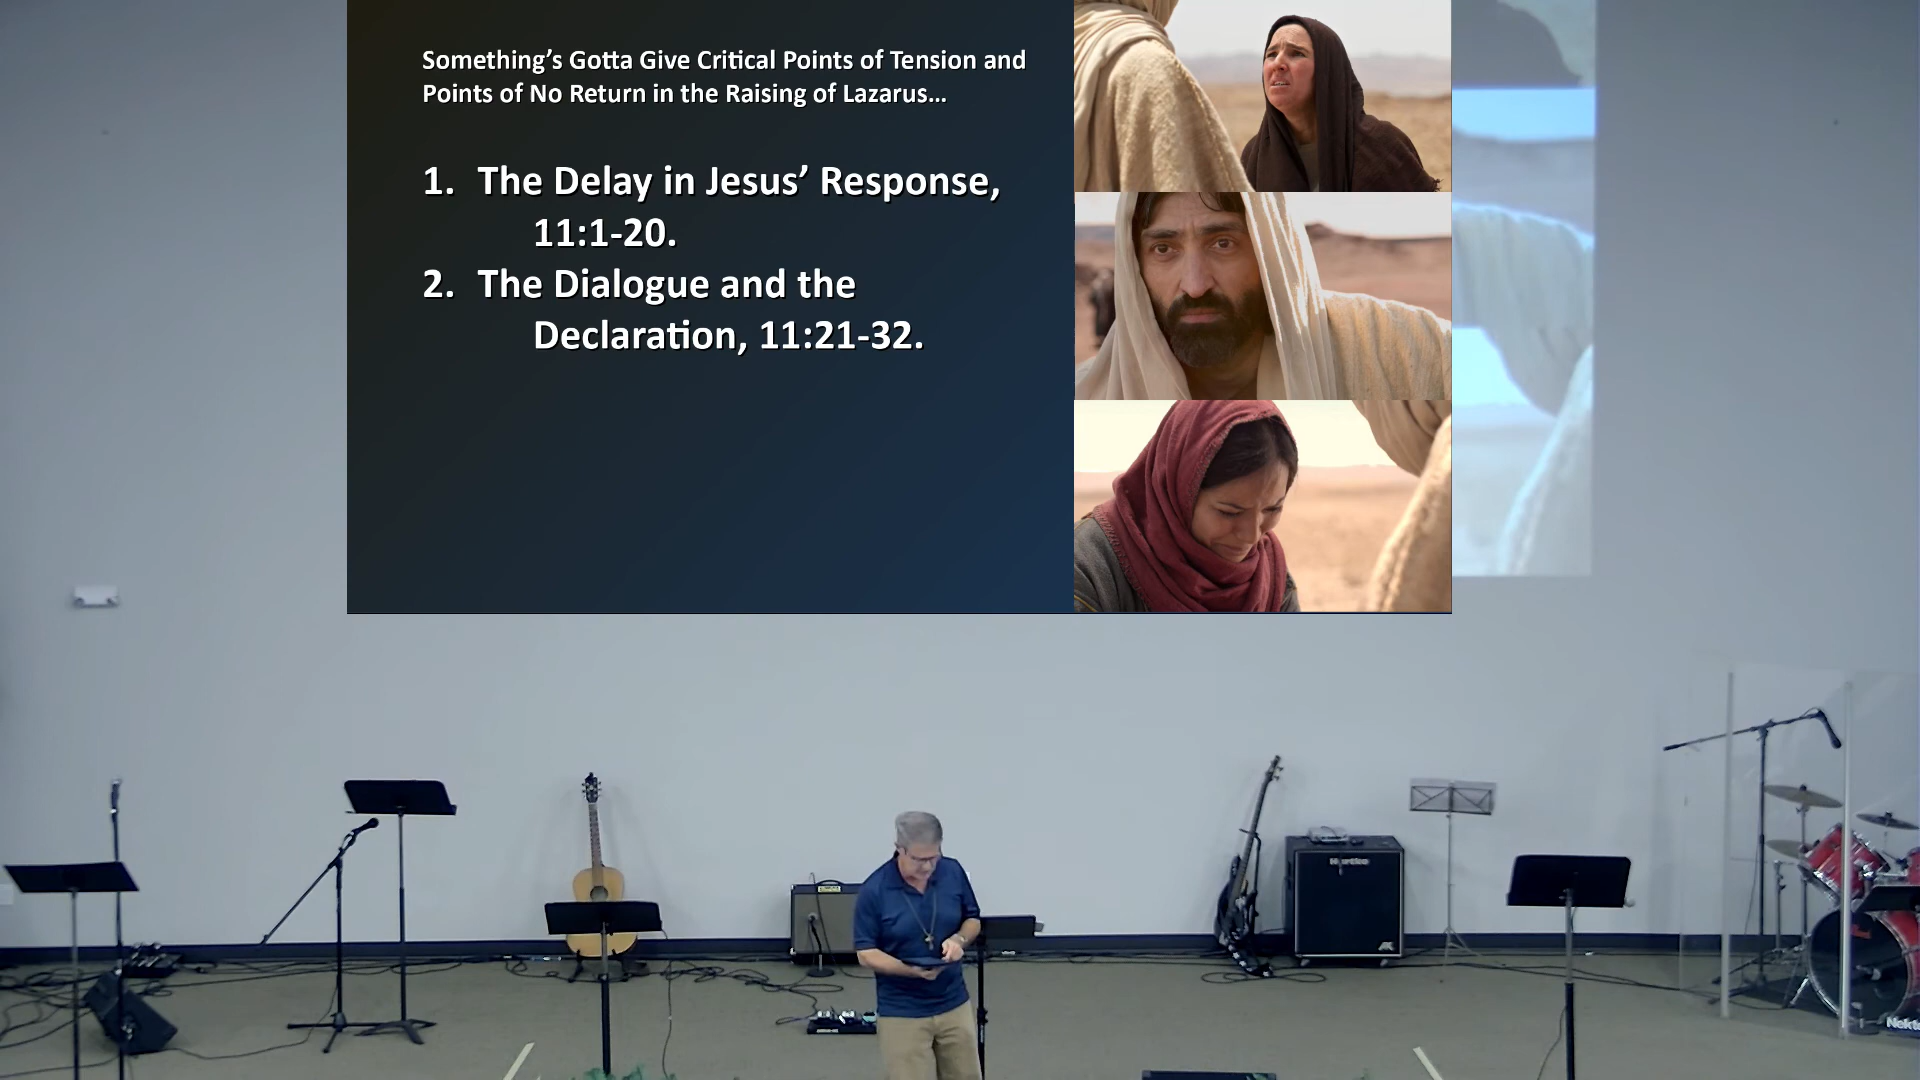 Something's Gotta Give Critical Points of Tension and
Points of No Return in the Raising of Lazarus...
1. The Delay in Jesus' Response,
11:1-20.
2. The Dialogue and the
Declaration, 11:21-32.
Hartke